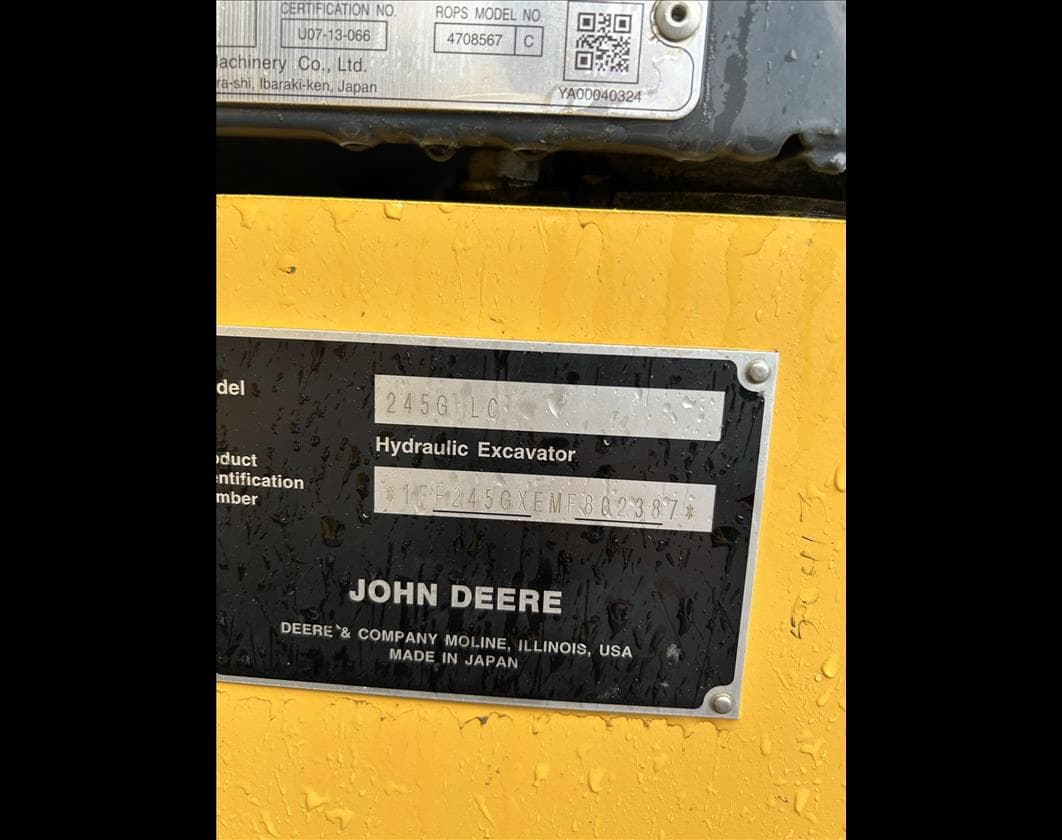 CERTIFICATION NO.
U07-13-066
ROPS MODEL NO.
4708567 C
achinery Co., Ltd.
ra-shi, Ibaraki-ken, Japan
YA00040324
del
245G LC
Hydraulic Excavator
oduct
entification
mber
*1FF245GXEMF802387*
JOHN DEERE
DEERE & COMPANY MOLINE, ILLINOIS, USA
MADE IN JAPAN